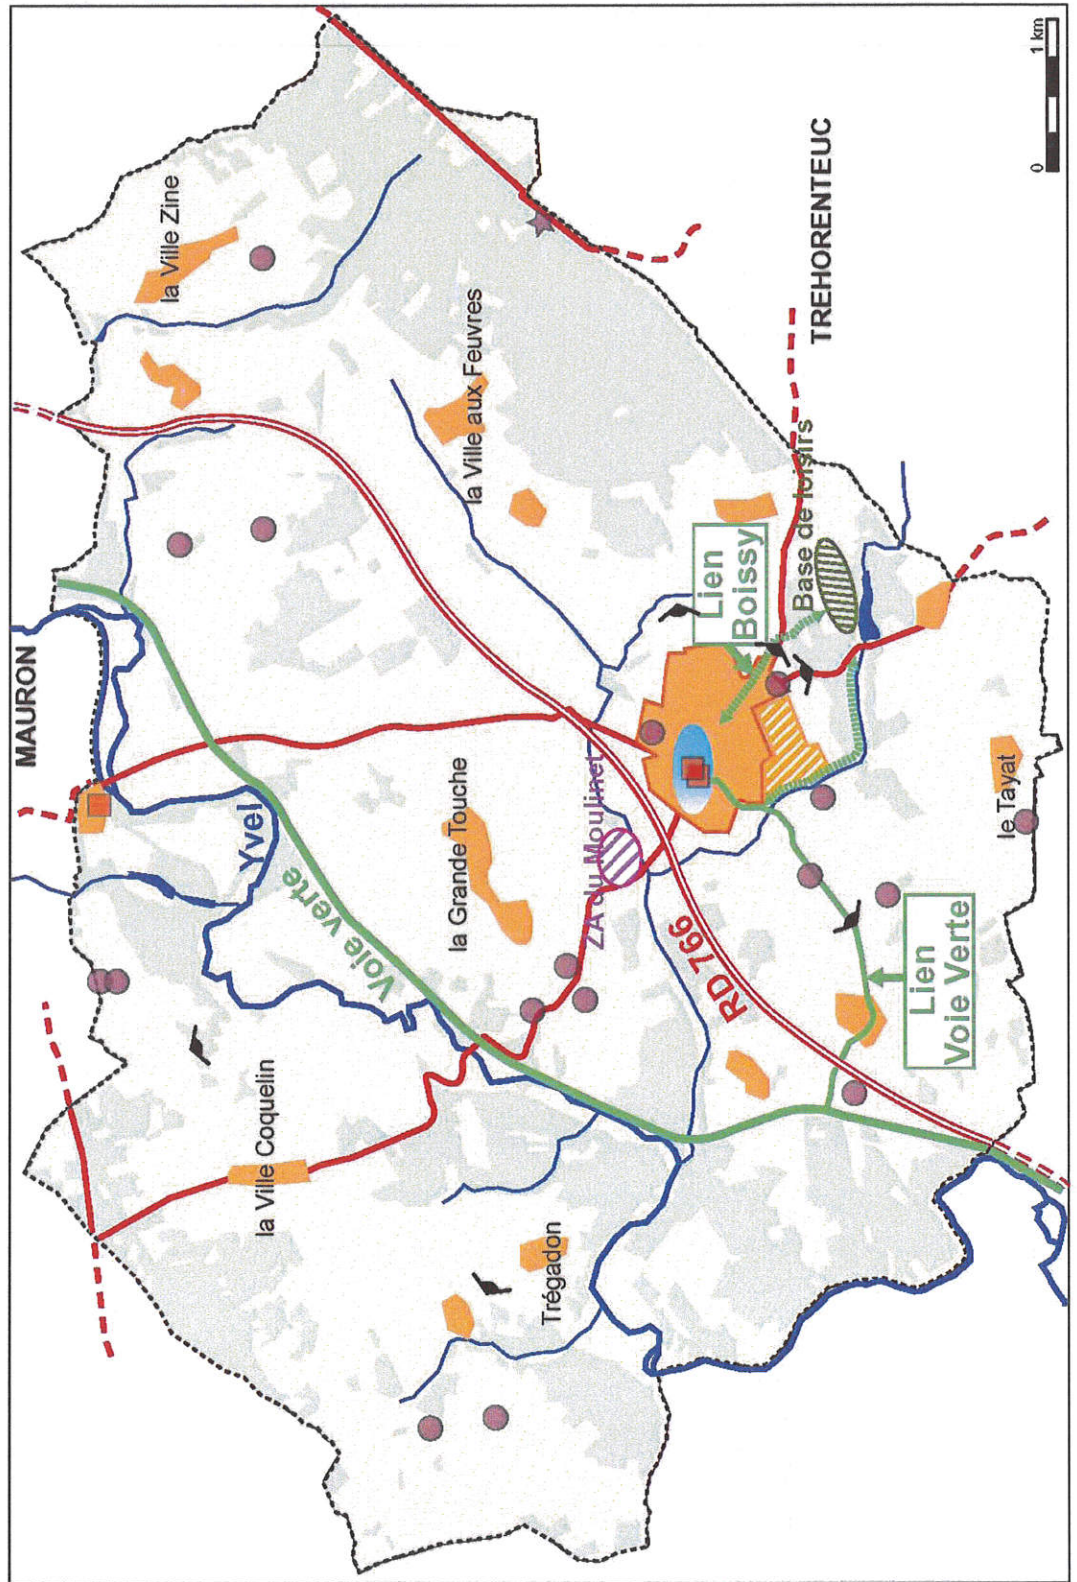 MAURON
la Ville Zine
la Ville aux Feuvres
TREHORENTEUC
Yvel
Voie verte
la Grande Touche
ZA du Moulinet
RD 766
Lien
Boissy
Base de loisirs
la Ville Coquelin
Trégadon
Lien
Voie Verte
le Tayat
0
1 km